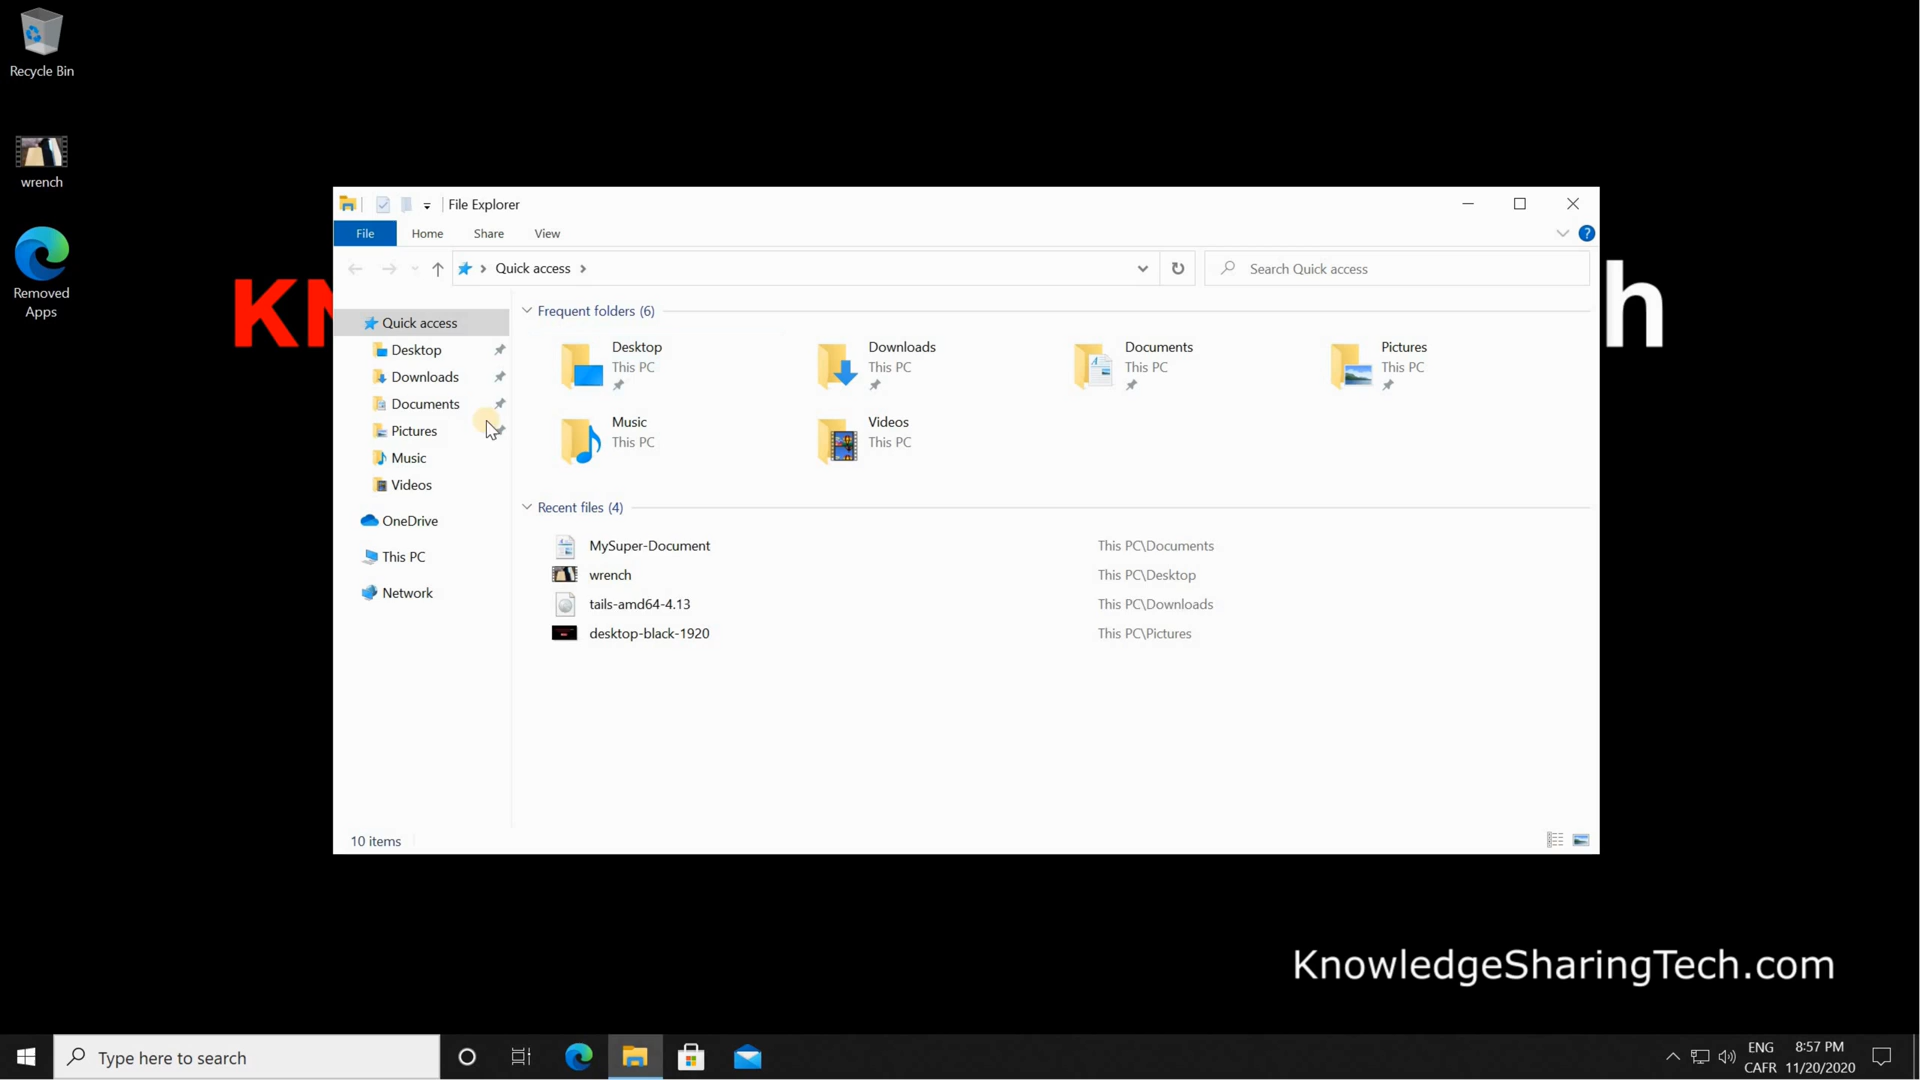 Recycle Bin
wrench
Removed
Apps
KN
h
File Explorer
File Home Share View
Quick access
Search Quick access
Quick access
Desktop
Downloads
Documents
Pictures
Music
Videos
OneDrive
This PC
Network
Frequent folders (6)
Desktop
This PC
Downloads
This PC
Documents
This PC
Pictures
This PC
Music
This PC
Videos
This PC
Recent files (4)
MySuper-Document This PC\Documents
wrench This PC\Desktop
tails-amd64-4.13 This PC\Downloads
desktop-black-1920 This PC\Pictures
10 items
KnowledgeSharingTech.com
Type here to search
ENG
CAFR
8:57 PM
11/20/2020